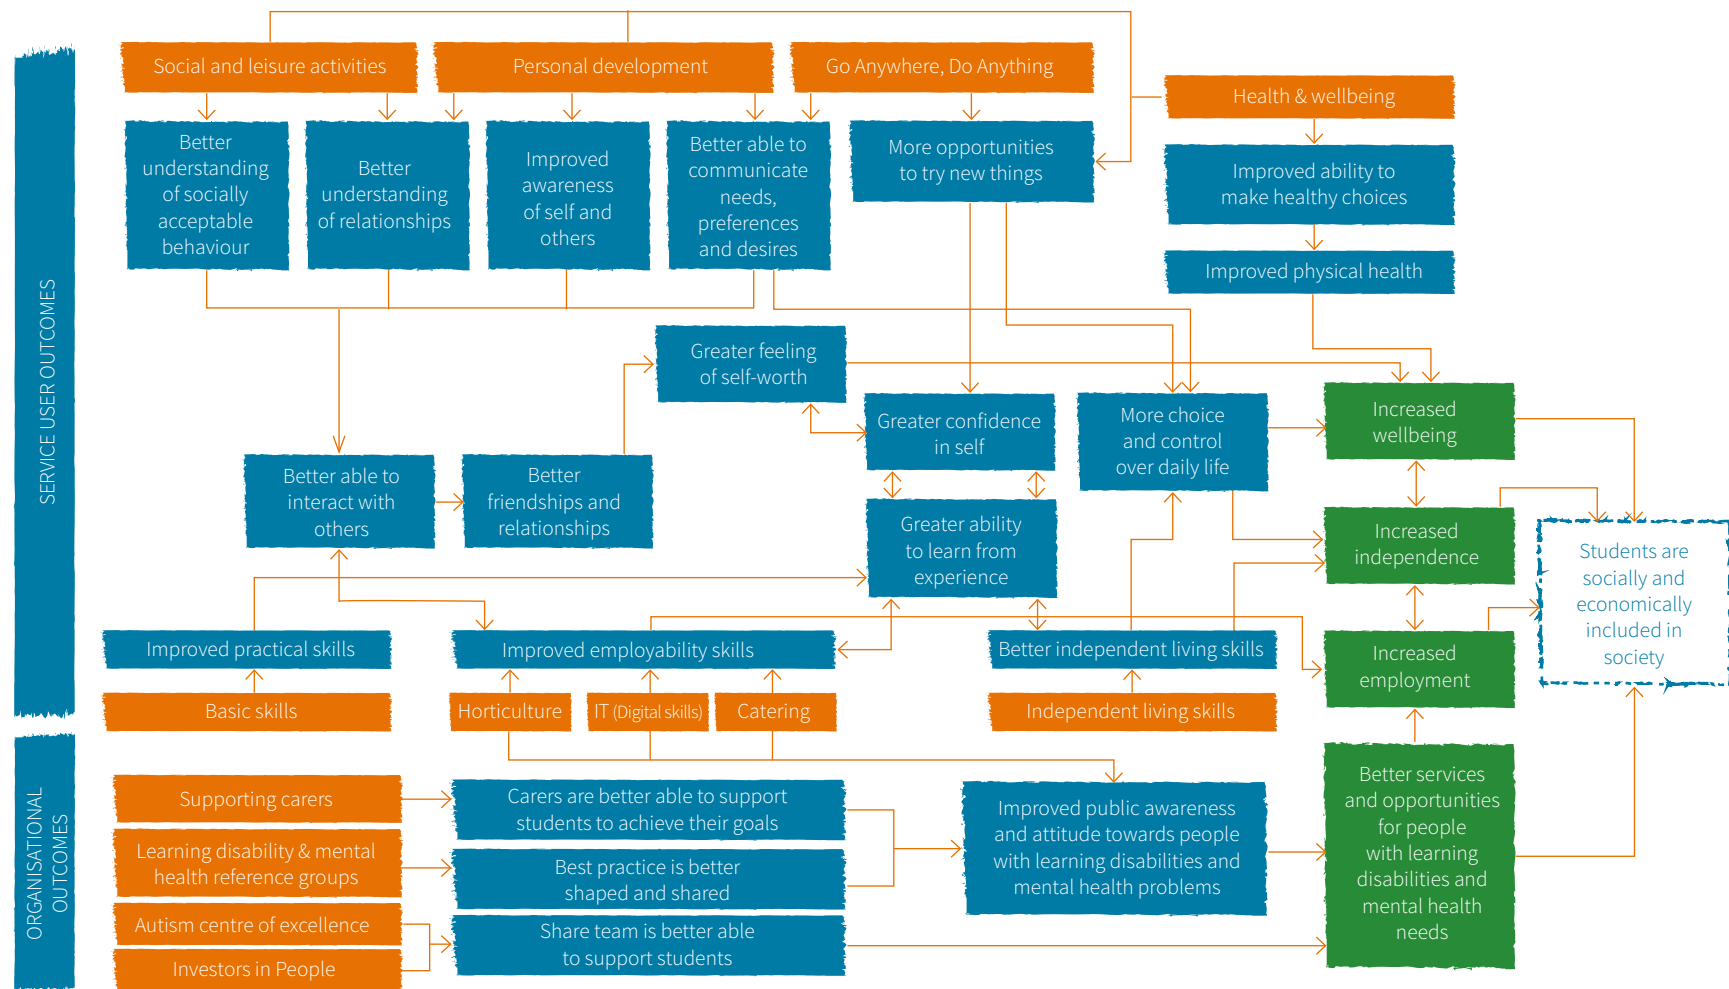 SERVICE USER OUTCOMES
Social and leisure activities
Personal development
Go Anywhere, Do Anything
Health & wellbeing
Better
understanding
of socially
acceptable
behaviour
Better
understanding
of relationships
Improved
awareness
of self and
others
Better able to
communicate
needs,
preferences
and desires
More opportunities
to try new things
Improved ability to
make healthy choices
Improved physical health
Greater feeling
of self-worth
Greater confidence
in self
More choice
and control
over daily life
Increased
wellbeing
Better able to
interact with
others
Better
friendships and
relationships
Greater ability
to learn from
experience
Increased
independence
Students are
socially and
economically
included in
society
Improved practical skills
Improved employability skills
Better independent living skills
Increased
employment
Basic skills
Horticulture
IT (Digital skills)
Catering
Independent living skills
ORGANISATIONAL
OUTCOMES
Supporting carers
Carers are better able to support
students to achieve their goals
Learning disability & mental
health reference groups
Best practice is better
shaped and shared
Autism centre of excellence
Investors in People
Share team is better able
to support students
Improved public awareness
and attitude towards people
with learning disabilities and
mental health problems
Better services
and opportunities
for people
with learning
disabilities and
mental health
needs